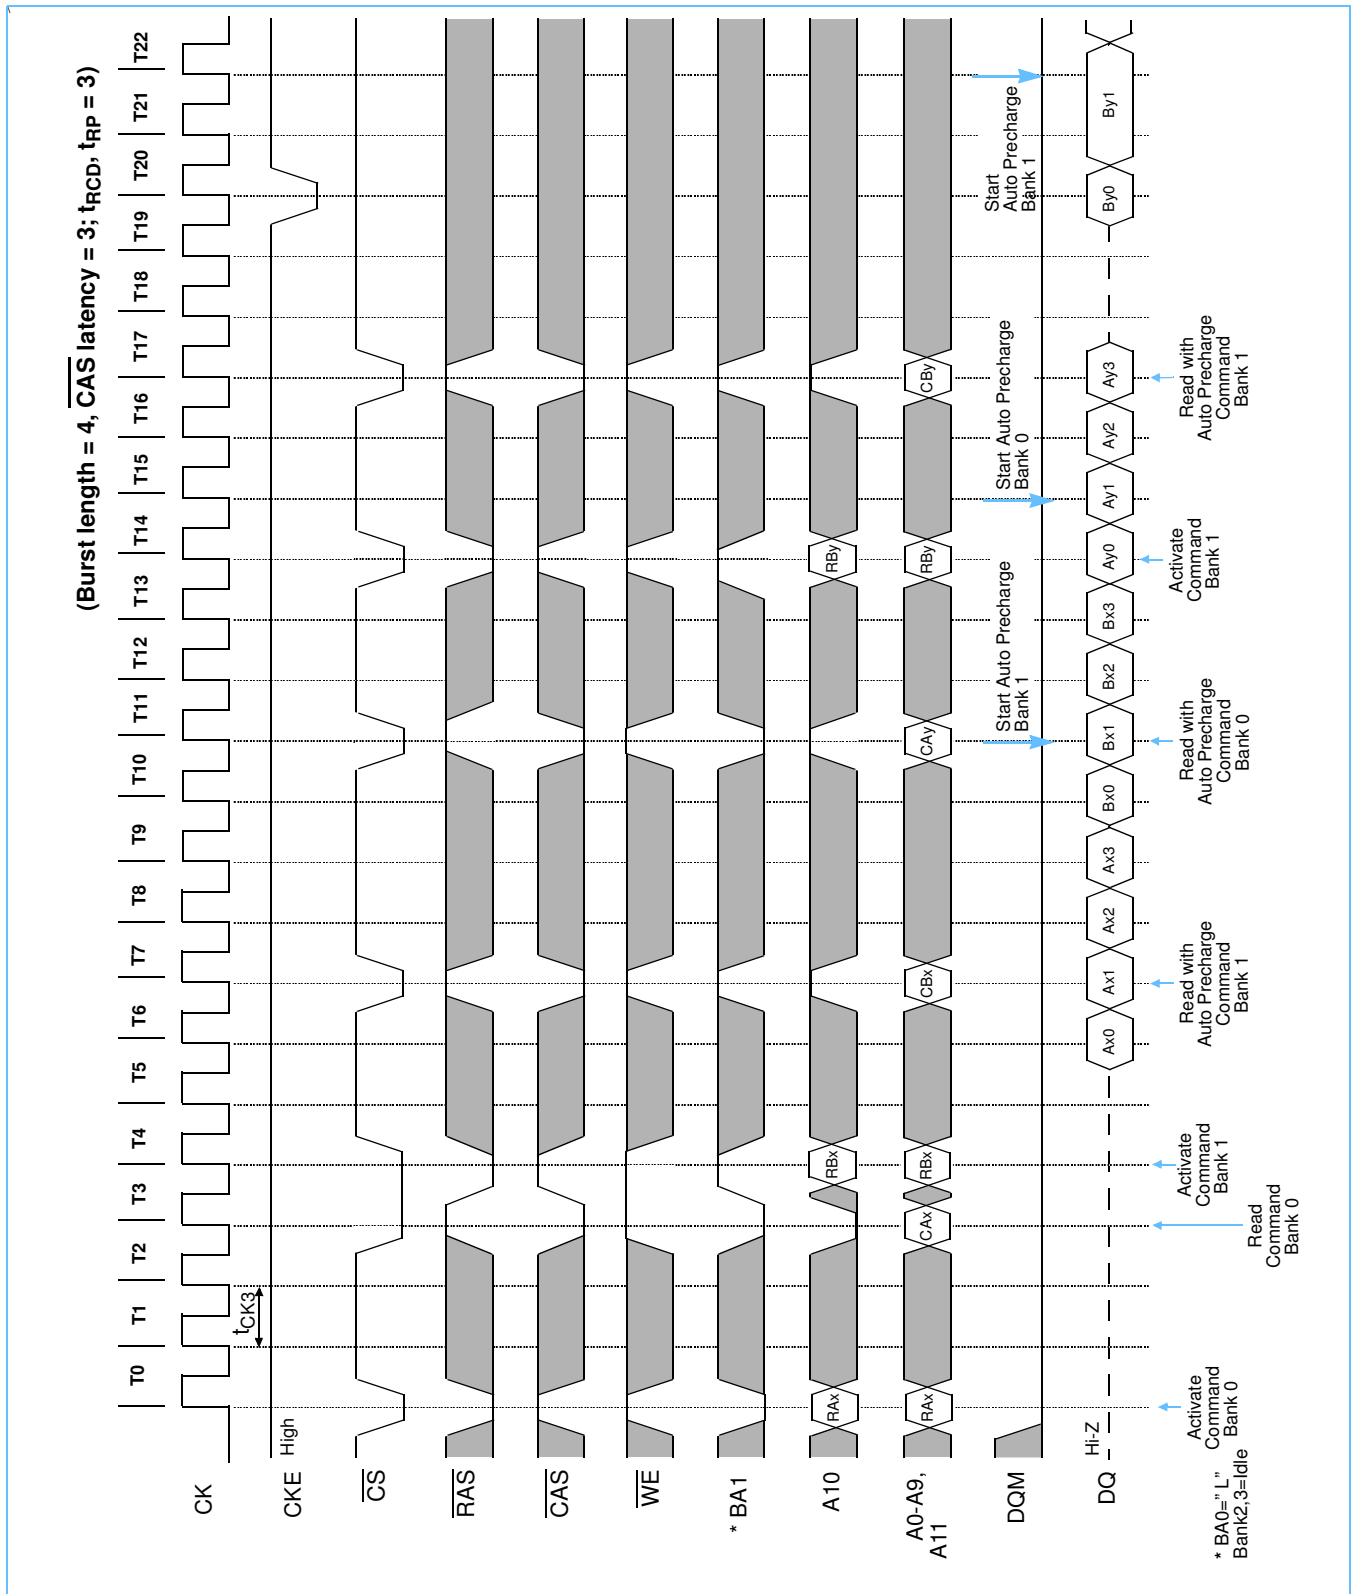 (Burst length = 4, CAS latency = 3; tRCD, tRP = 3)
T0 T1 T2 T3 T4 T5 T6 T7 T8 T9 T10 T11 T12 T13 T14 T15 T16 T17 T18 T19 T20 T21 T22
CK
tCK3
CKE
High
CS
RAS
CAS
WE
* BA1
A10
RAx RBx RBy
A0-A9,
A11
RAx CAx RBx CBx CAy RBy CBy
DQM
Start Auto Precharge
Bank 1
Start Auto Precharge
Bank 0
Start
Auto Precharge
Bank 1
DQ
Hi-Z
Ax0 Ax1 Ax2 Ax3 Bx0 Bx1 Bx2 Bx3 Ay0 Ay1 Ay2 Ay3 By0 By1
Activate
Command
Bank 0
Read
Command
Bank 0
Activate
Command
Bank 1
Read with
Auto Precharge
Command
Bank 1
Read with
Auto Precharge
Command
Bank 0
Activate
Command
Bank 1
Read with
Auto Precharge
Command
Bank 1
* BA0=" L"
Bank2,3=Idle